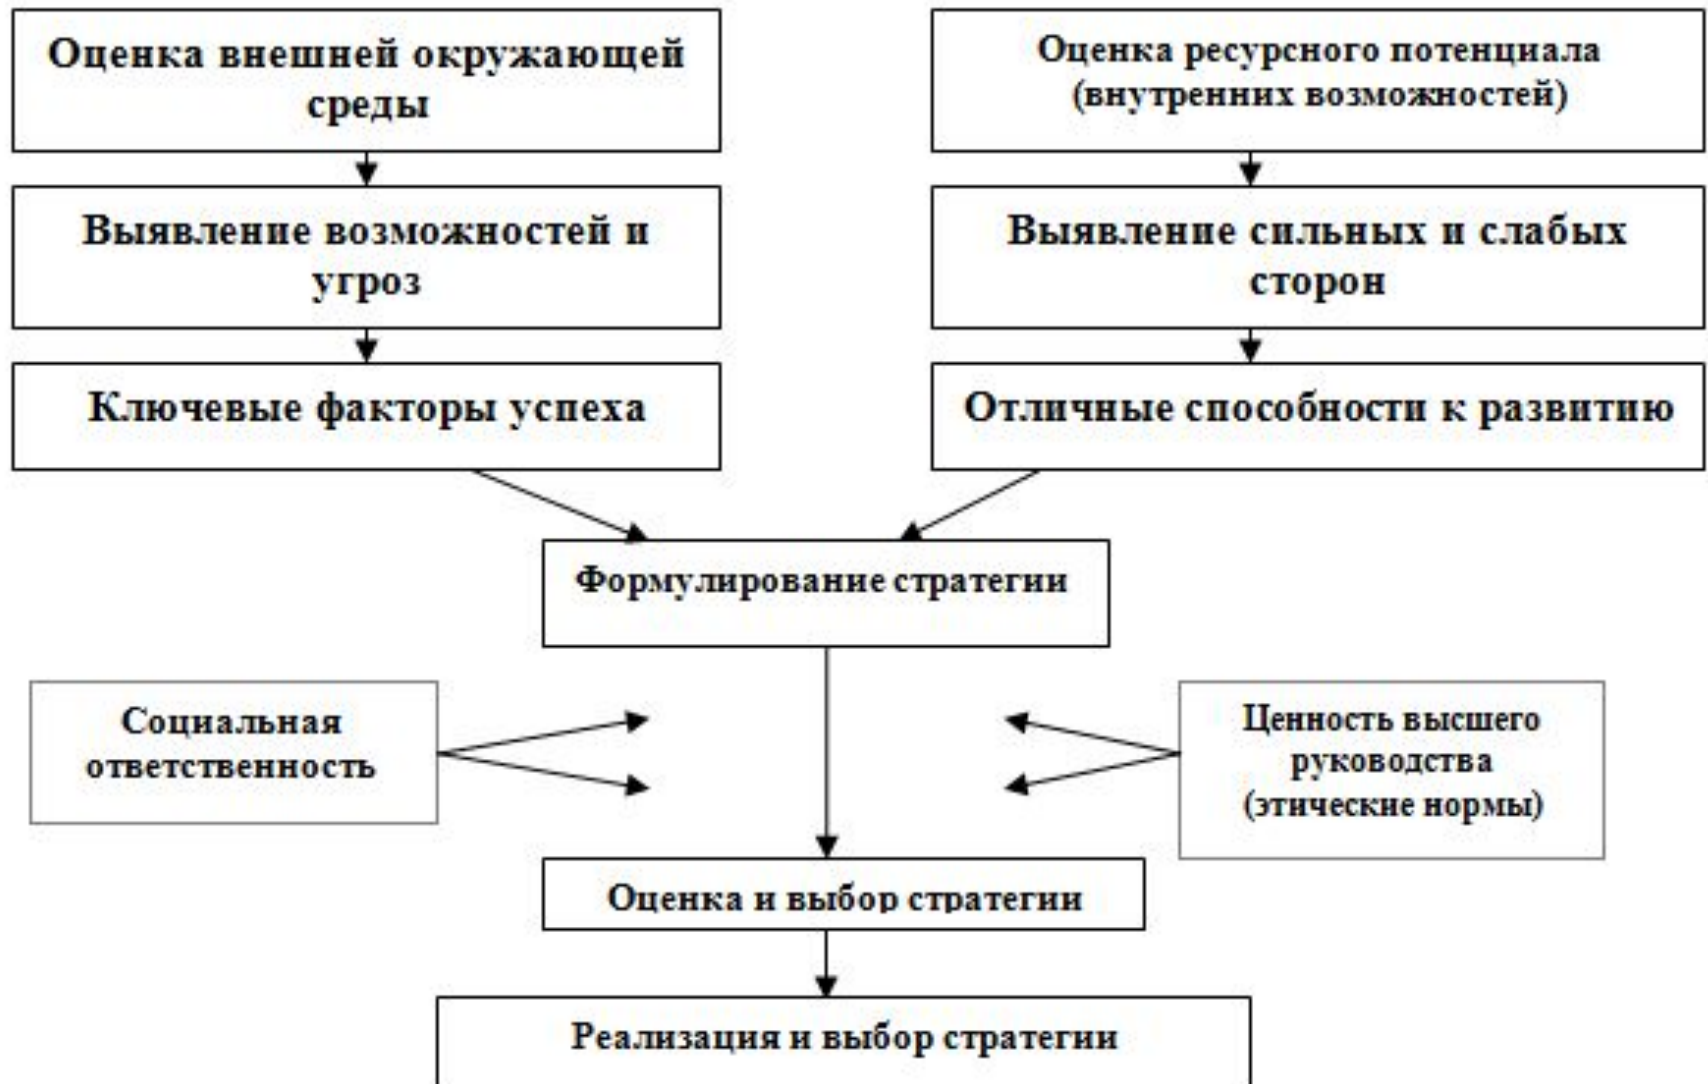 Оценка внешней окружающей
среды
Оценка ресурсного потенциала
(внутренних возможностей)
Выявление возможностей и
угроз
Выявление сильных и слабых
сторон
Ключевые факторы успеха
Отличные способности к развитию
Формулирование стратегии
Социальная
ответственность
Ценность высшего
руководства
(этические нормы)
Оценка и выбор стратегии
Реализация и выбор стратегии